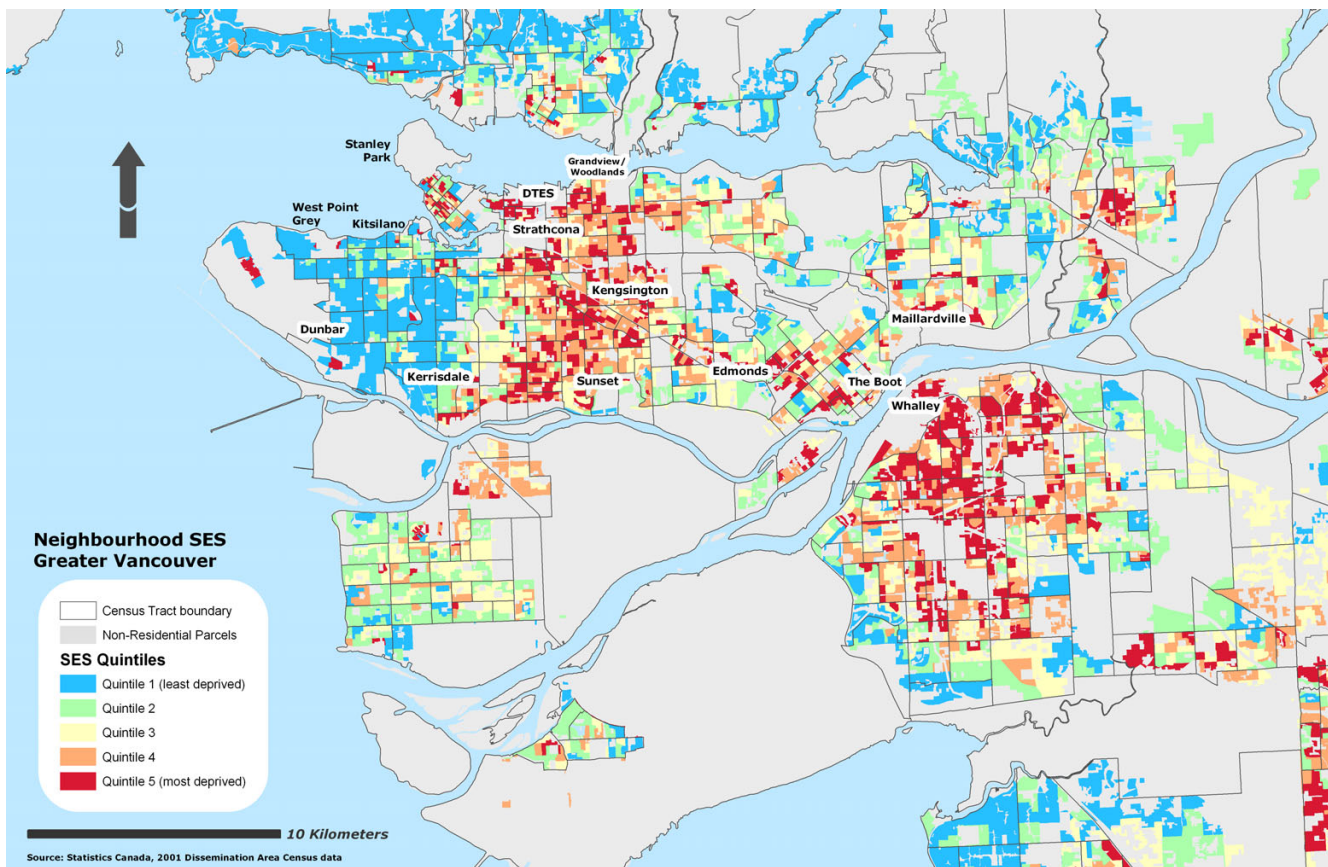 Stanley
Park
Grandview/
Woodlands
DTES
West Point
Grey
Kitsilano
Strathcona
Kengsington
Maillardville
Dunbar
Kerrisdale
Sunset
Edmonds
The Boot
Whalley
Neighbourhood SES
Greater Vancouver
Census Tract boundary
Non-Residential Parcels
SES Quintiles
Quintile 1 (least deprived)
Quintile 2
Quintile 3
Quintile 4
Quintile 5 (most deprived)
10 Kilometers
Source: Statistics Canada, 2001 Dissemination Area Census data